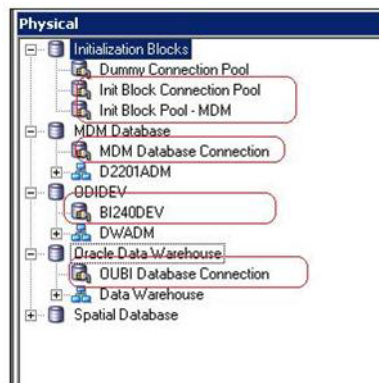 Physical
Initialization Blocks
Dummy Connection Pool
Init Block Connection Pool
Init Block Pool - MDM
MDM Database
MDM Database Connection
D2201ADM
ODIDEV
BI240DEV
DWADM
Oracle Data Warehouse
OUBI Database Connection
Data Warehouse
Spatial Database